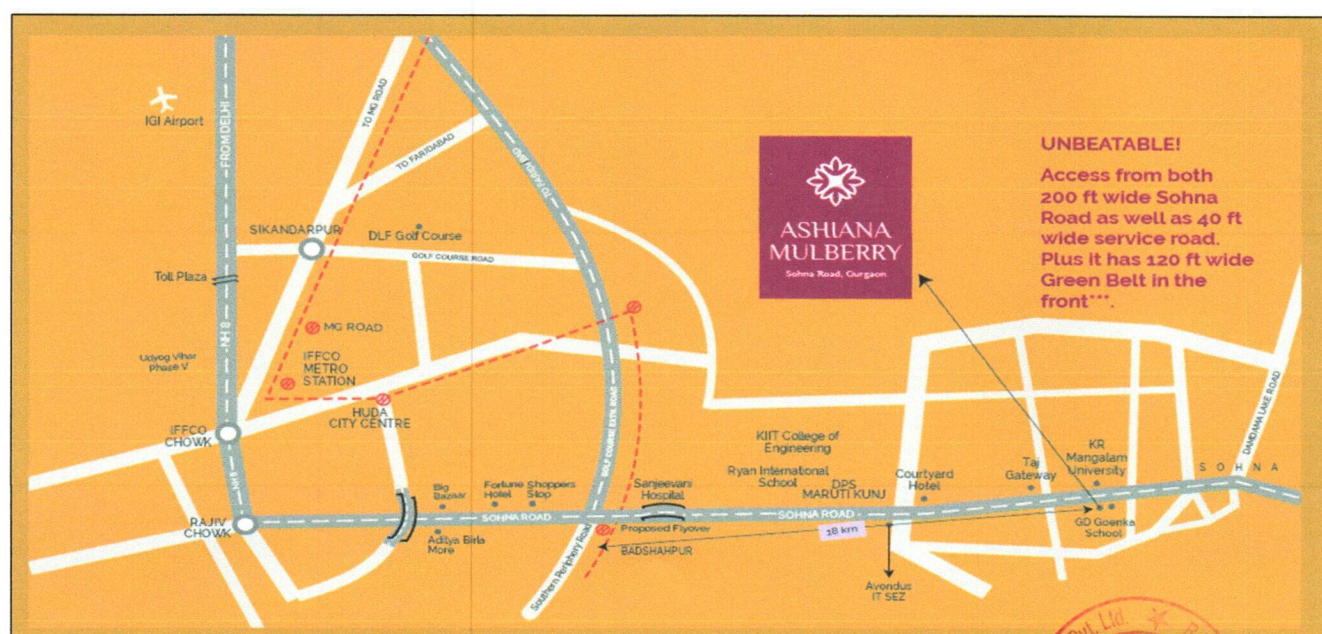 IGI Airport
FROM DELHI
TO MG ROAD
TO FARIDABAD
SIKANDARPUR
DLF Golf Course
GOLF COURSE ROAD
Toll Plaza
NH 8
MG ROAD
IFFCO
METRO
STATION
Udyog Vihar
Phase V
HUDA
CITY CENTRE
IFFCO
CHOWK
NH 8
RAJIV
CHOWK
Big
Bazaar
Aditya Birla
More
Fortune
Hotel
Shoppers
Stop
SOHNA ROAD
GOLF COURSE EXTN. ROAD
Southern Periphery Road
Sanjeevani
Hospital
Proposed Flyover
BADSHAHPUR
KIIT College of
Engineering
Ryan International
School
DPS
MARUTI KUNJ
SOHNA ROAD
18 km
Courtyard
Hotel
Avondus
IT SEZ
Taj
Gateway
KR
Mangalam
University
GD Goenka
School
SOHNA
DAMDAMA LAKE ROAD
ASHIANA
MULBERRY
Sohna Road, Gurgaon
UNBEATABLE!
Access from both
200 ft wide Sohna
Road as well as 40 ft
wide service road.
Plus it has 120 ft wide
Green Belt in the
front***.
Pvt. Ltd.